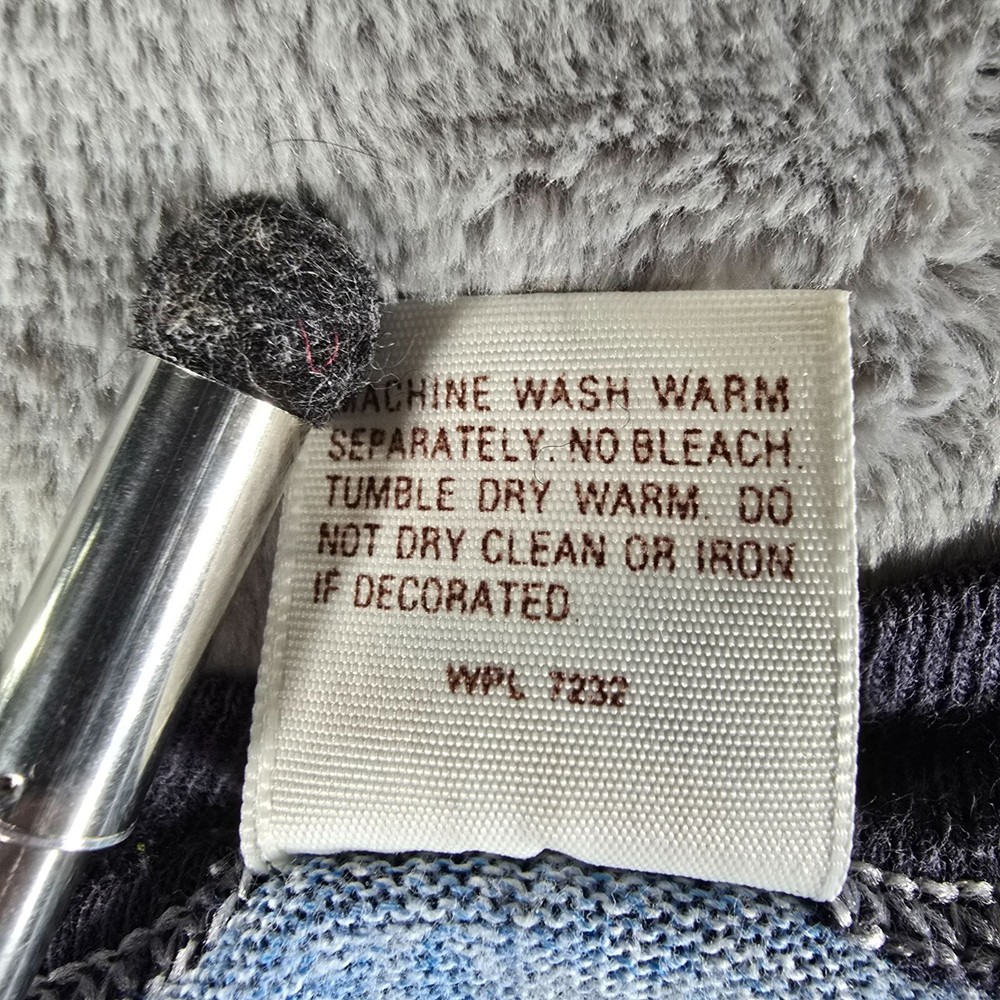 MACHINE WASH WARM
SEPARATELY. NO BLEACH.
TUMBLE DRY WARM. DO
NOT DRY CLEAN OR IRON
IF DECORATED.
WPL 7232